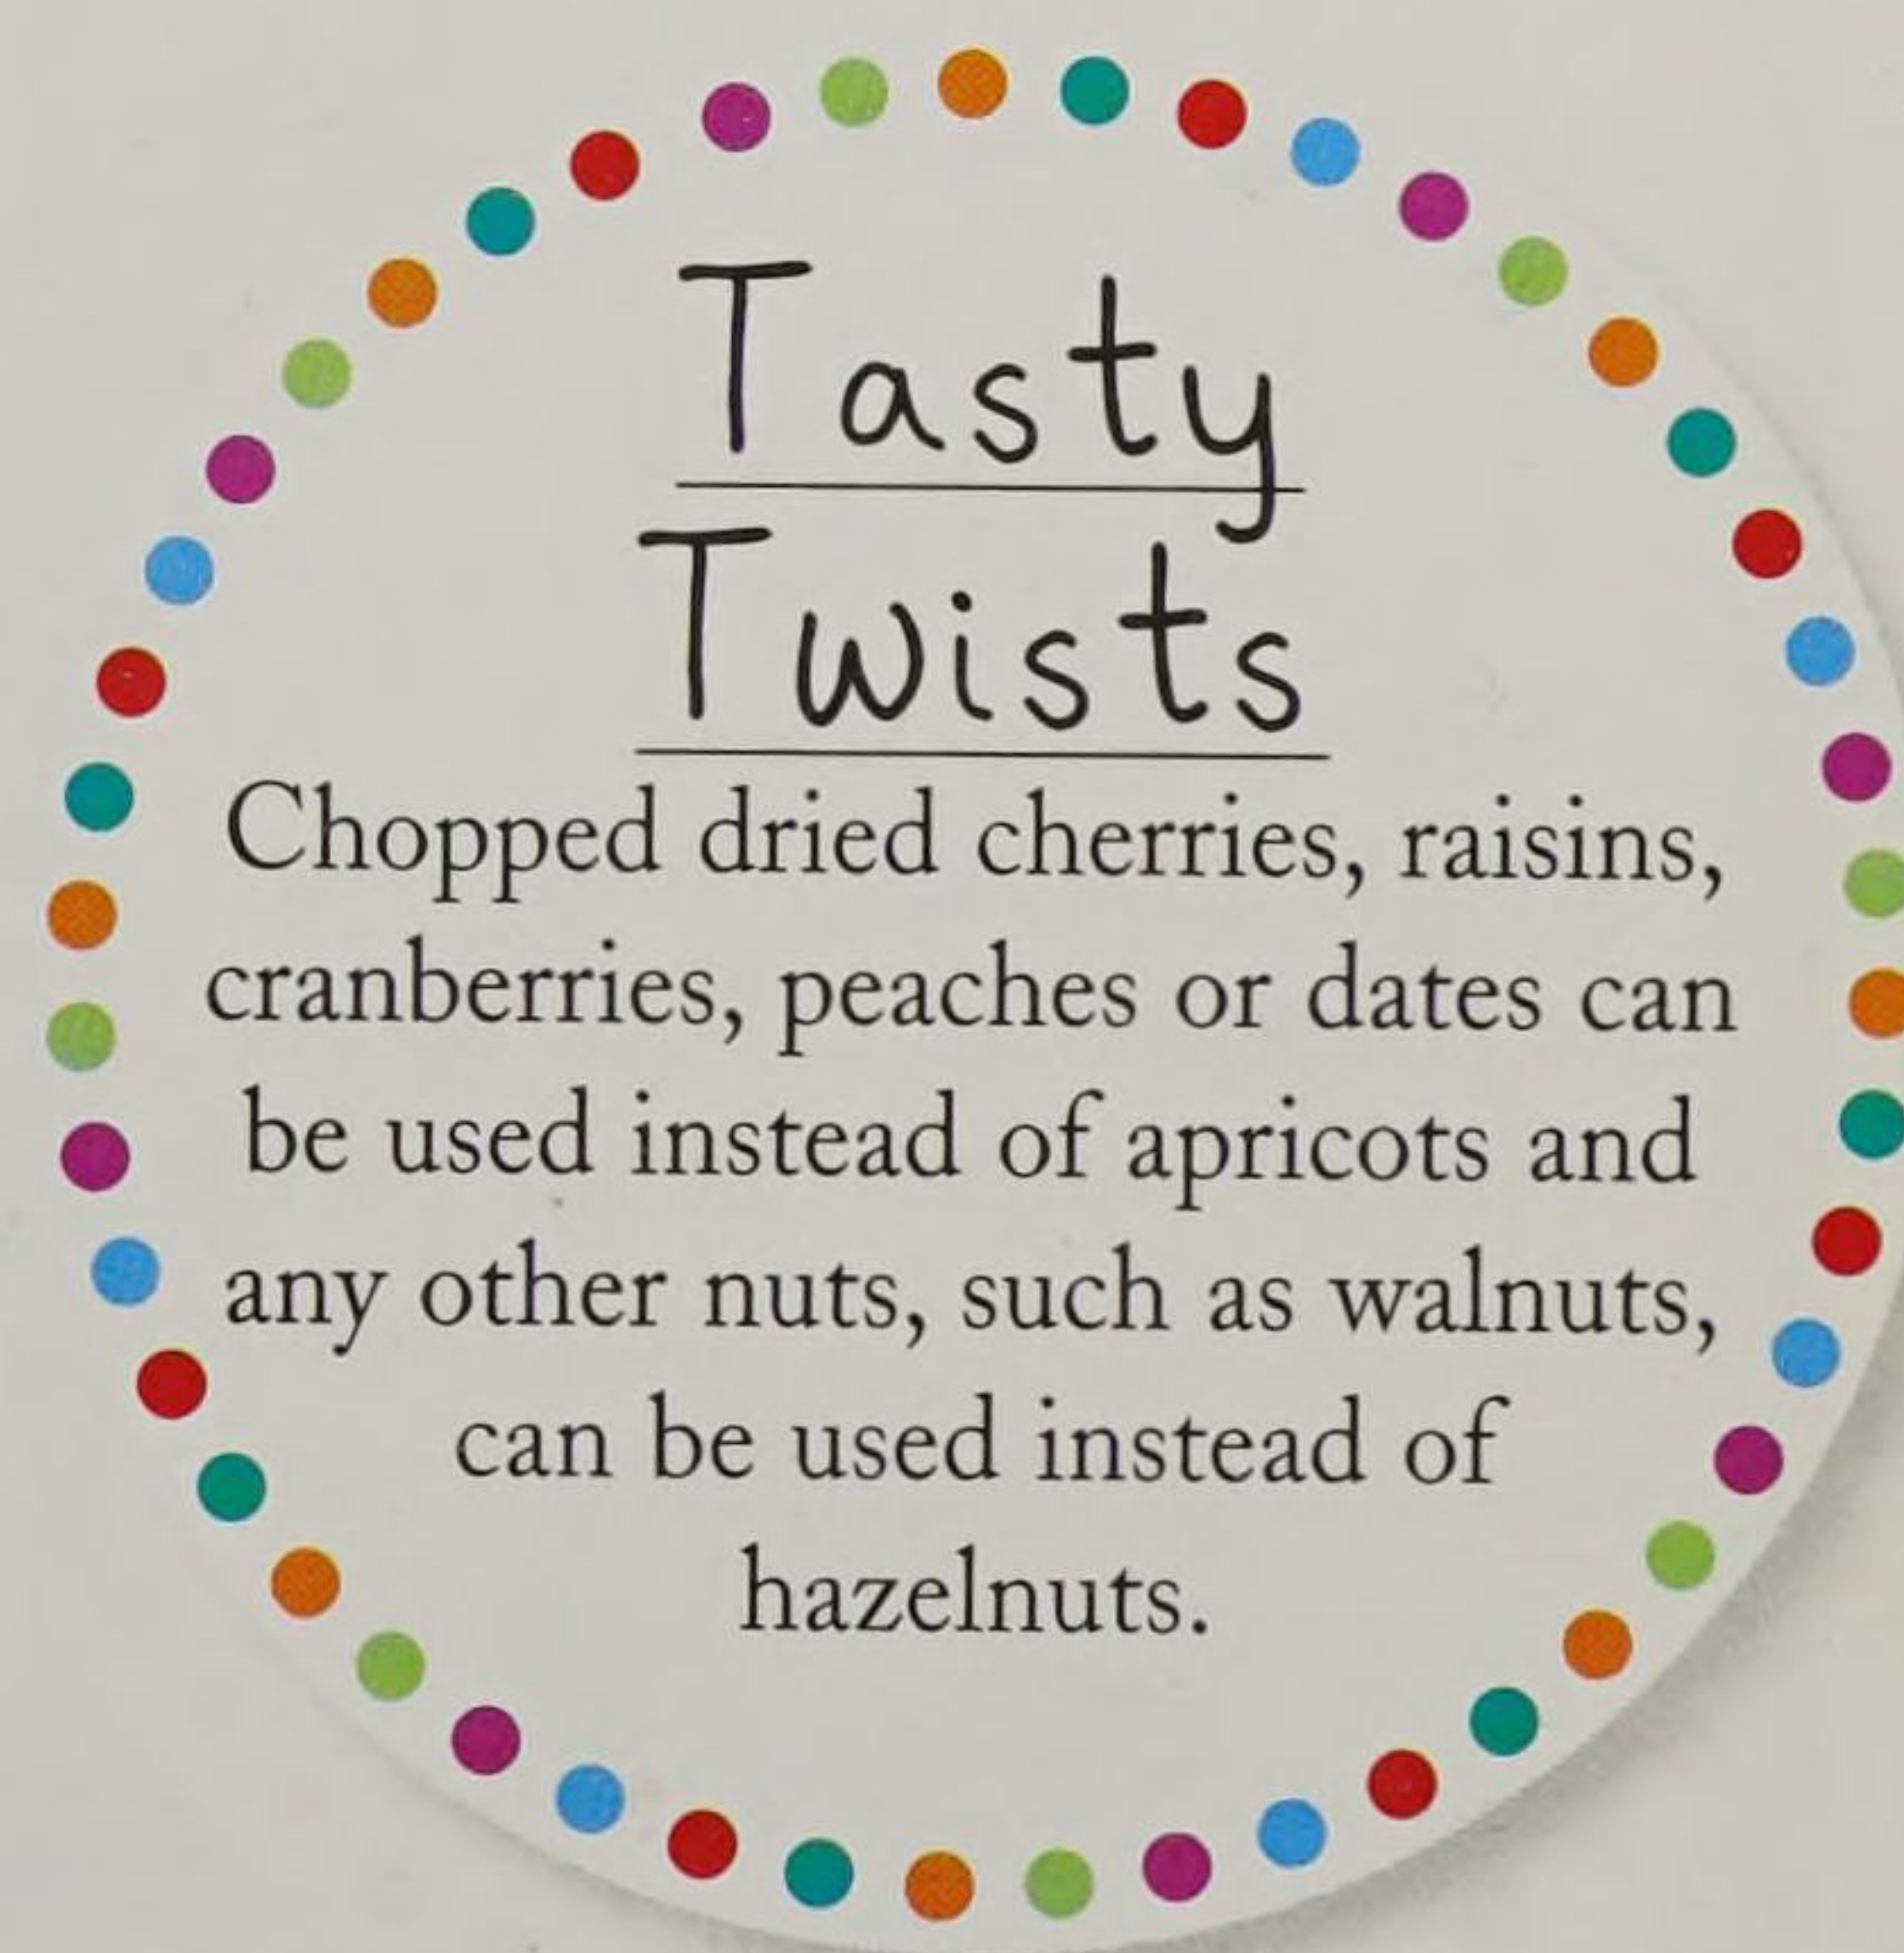 Tasty
Twists
Chopped dried cherries, raisins,
cranberries, peaches or dates can
be used instead of apricots and
any other nuts, such as walnuts,
can be used instead of
hazelnuts.